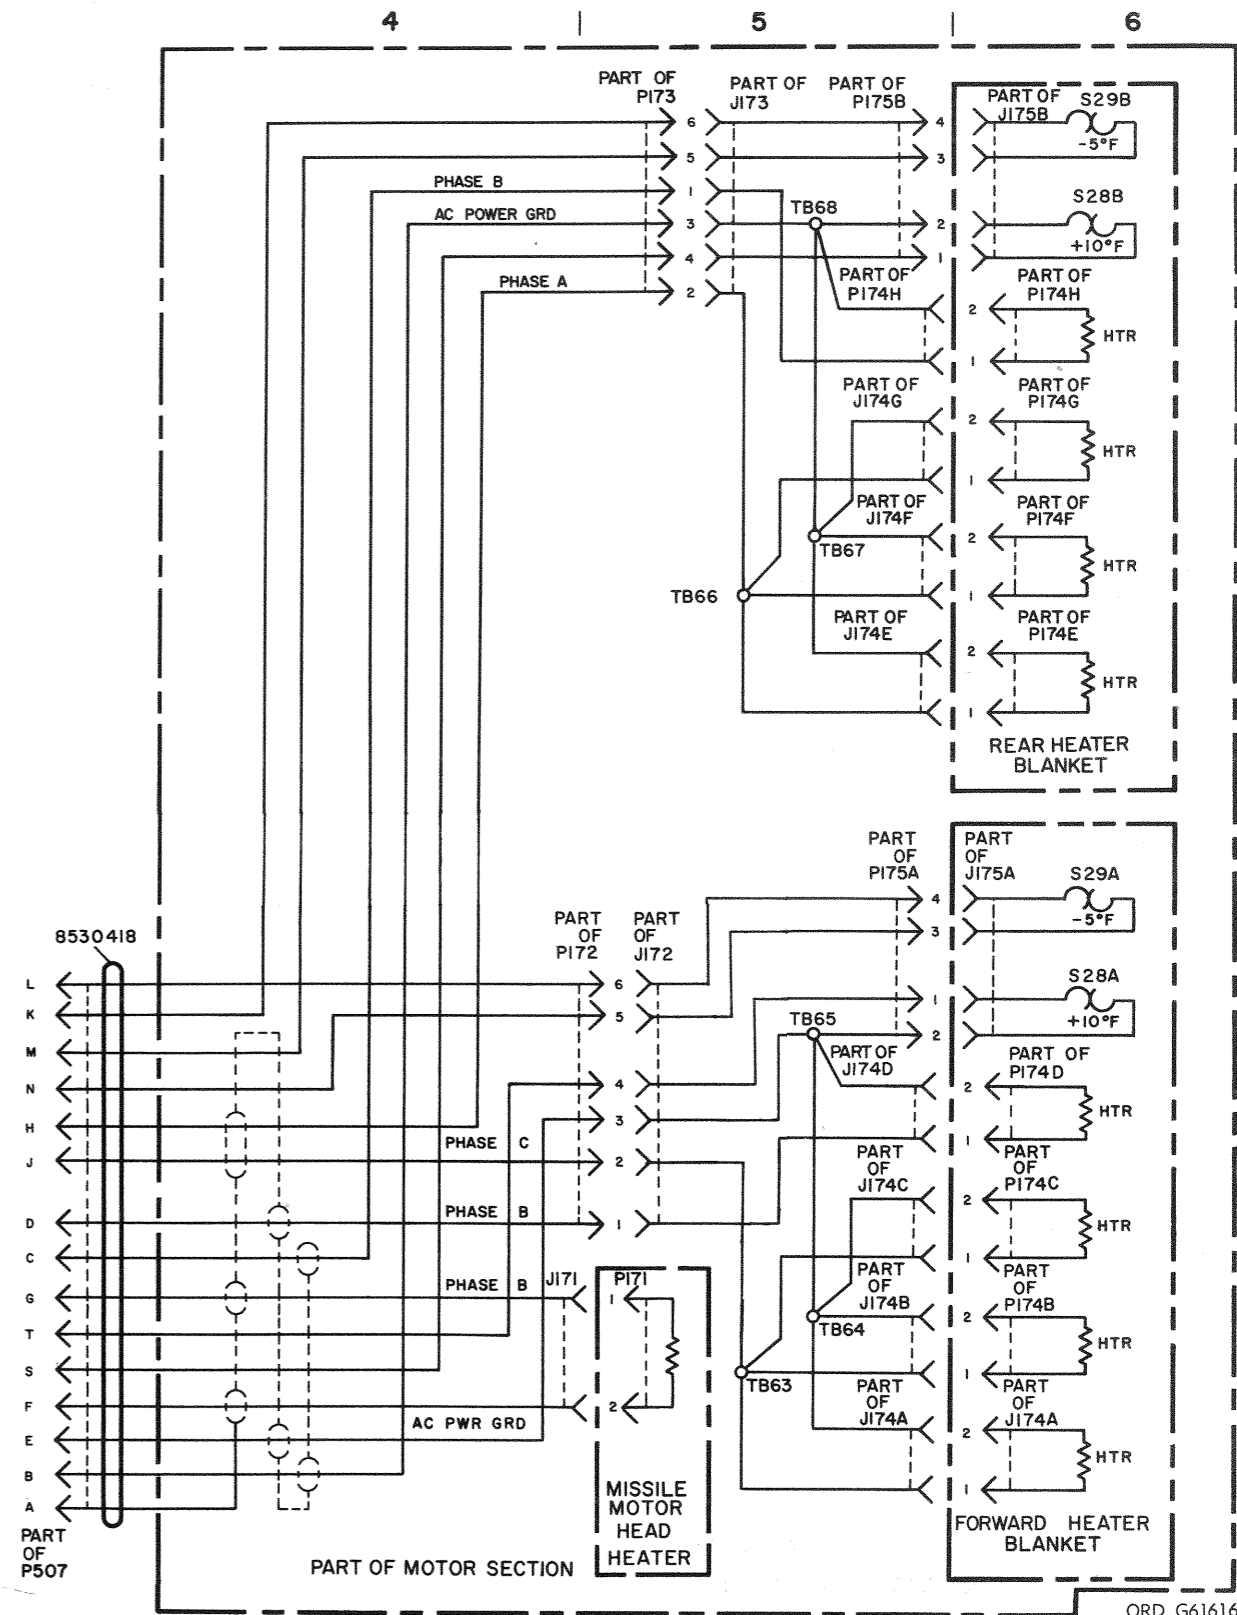 4 | 5 | 6
PART OF
P173
PART OF
J173
PART OF
P175B
PART OF
J175B
S29B
-5°F
6
4
5
3
PHASE B
1
AC POWER GRD
3
TB68
2
S28B
+10°F
4
1
PHASE A
2
PART OF
P174H
PART OF
P174H
2
HTR
1
PART OF
J174G
PART OF
P174G
2
HTR
1
PART OF
J174F
PART OF
P174F
2
TB67
HTR
TB66
1
PART OF
J174E
PART OF
P174E
2
HTR
1
REAR HEATER
BLANKET
PART
OF
P175A
PART
OF
J175A
S29A
-5°F
4
3
8530418
PART
OF
P172
PART
OF
J172
L
6
K
5
S28A
+10°F
1
TB65
2
M
N
4
PART OF
J174D
PART OF
P174D
2
HTR
1
H
3
J
PHASE C
2
PART
OF
J174C
PART
OF
P174C
2
HTR
1
D
PHASE B
1
C
G
PHASE B
J171
P171
1
PART
OF
J174B
PART
OF
P174B
2
TB64
HTR
1
T
S
TB63
F
2
PART
OF
J174A
PART
OF
J174A
2
HTR
1
E
AC PWR GRD
B
A
PART
OF
P507
MISSILE
MOTOR
HEAD
HEATER
FORWARD HEATER
BLANKET
PART OF MOTOR SECTION
ORD G61616